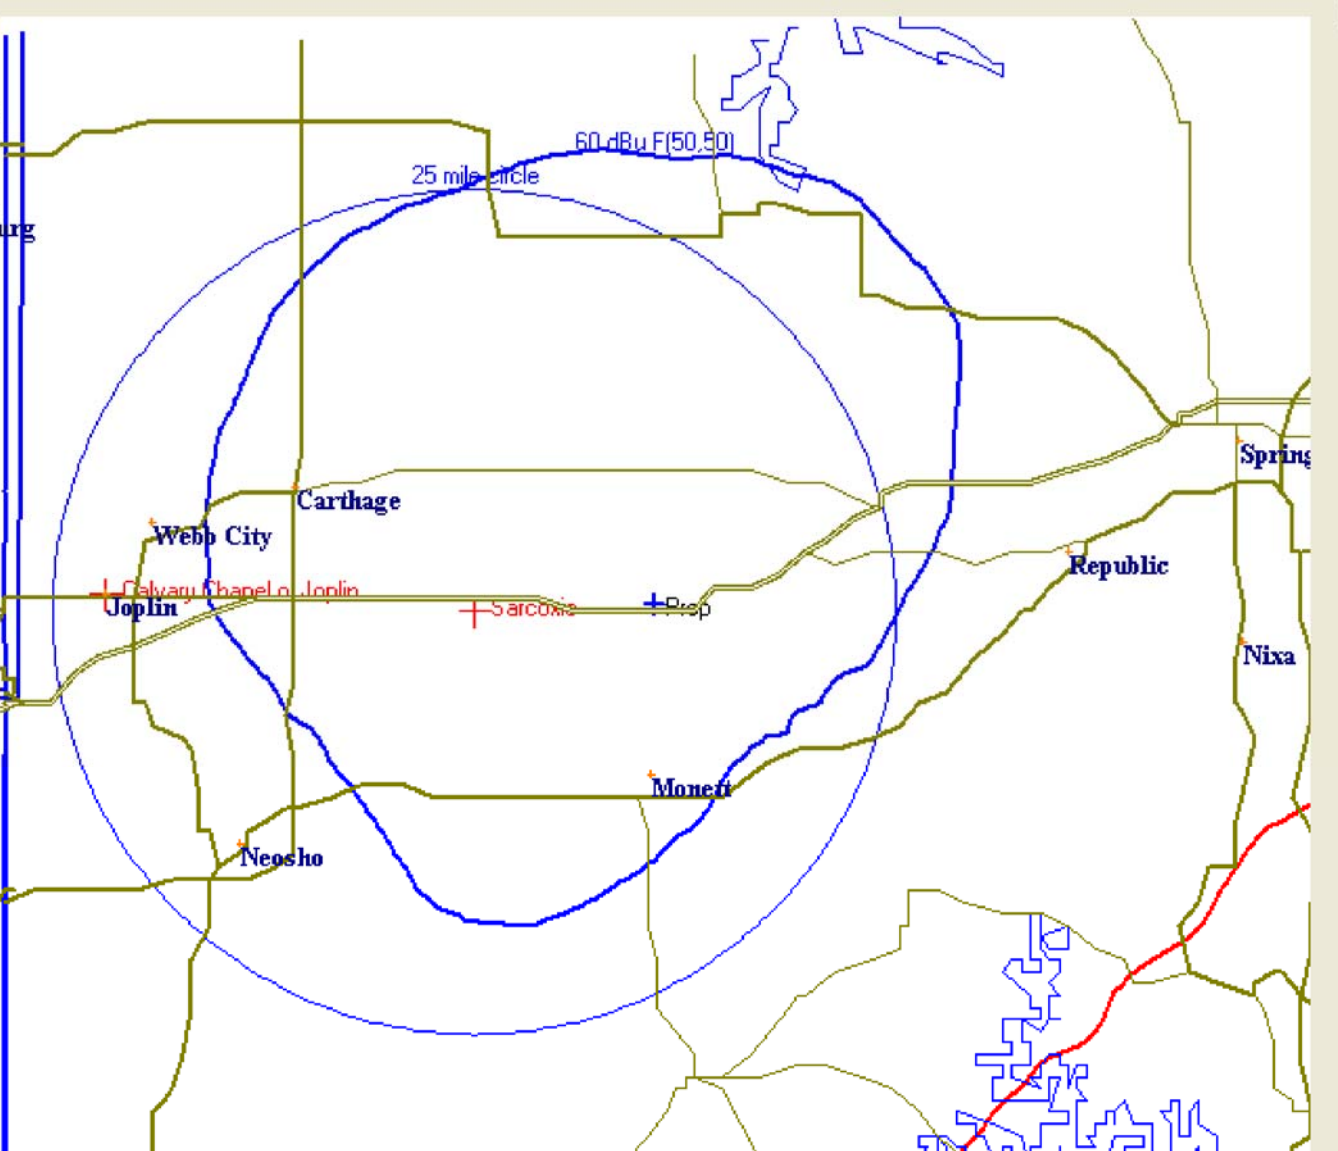 60 dBu F(50,50)
25 mile circle
urg
Spring
Carthage
Webb City
Republic
Calvary Chapel o Joplin
Joplin
Sarcoxie
Prop
Nixa
Monett
Neosho